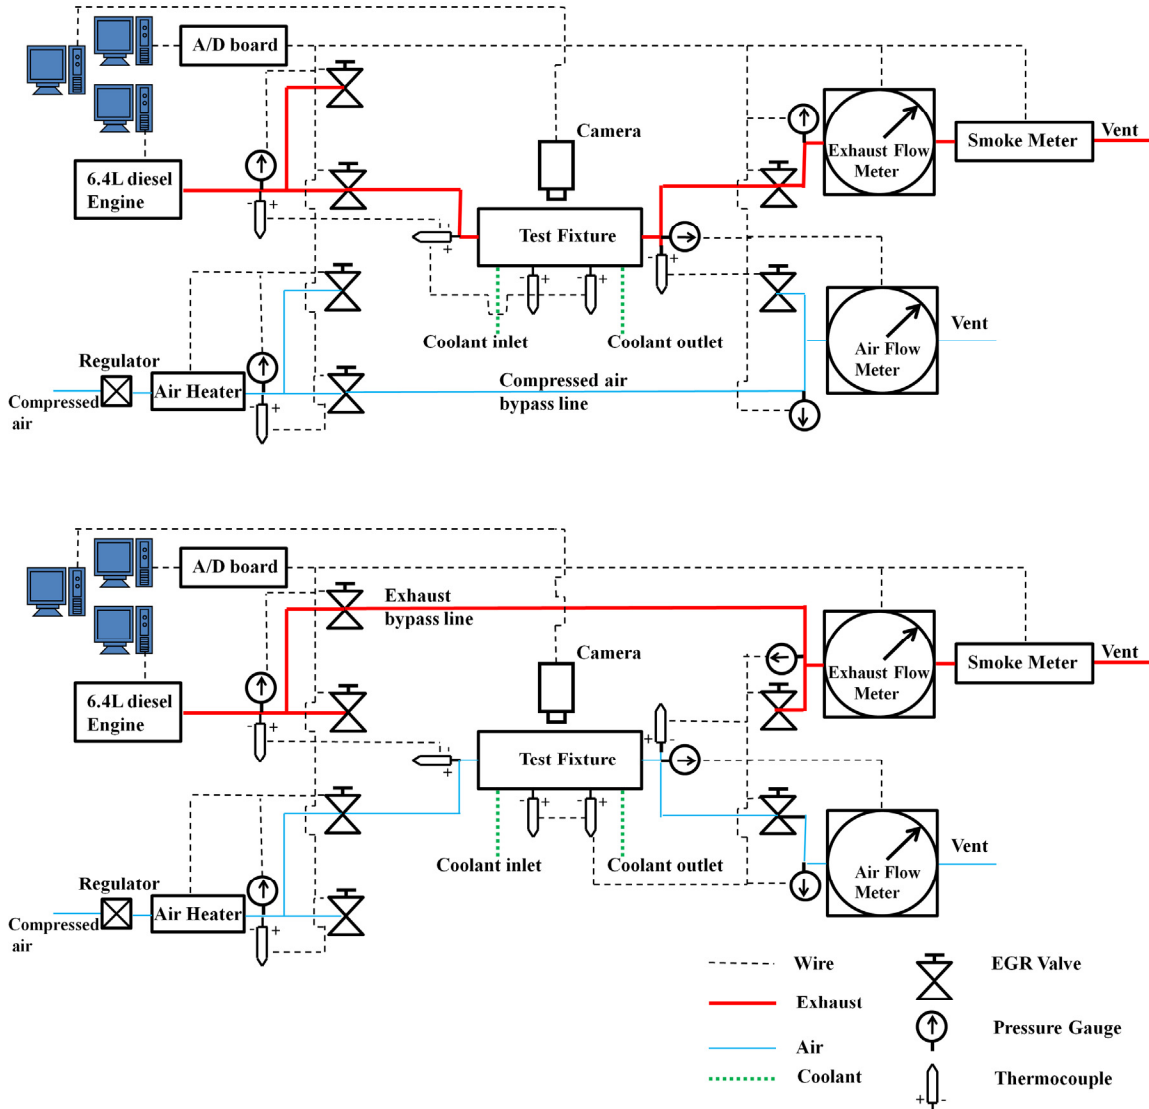 A/D board
Camera
6.4L diesel
Engine
Exhaust Flow
Meter
Smoke Meter
Vent
Test Fixture
Coolant inlet
Coolant outlet
Regulator
Compressed
air
Air Heater
Compressed air
bypass line
Air Flow
Meter
Vent
A/D board
Exhaust
bypass line
Camera
6.4L diesel
Engine
Exhaust Flow
Meter
Smoke Meter
Vent
Test Fixture
Coolant inlet
Coolant outlet
Regulator
Compressed
air
Air Heater
Air Flow
Meter
Vent
Wire
EGR Valve
Exhaust
Pressure Gauge
Air
Coolant
Thermocouple